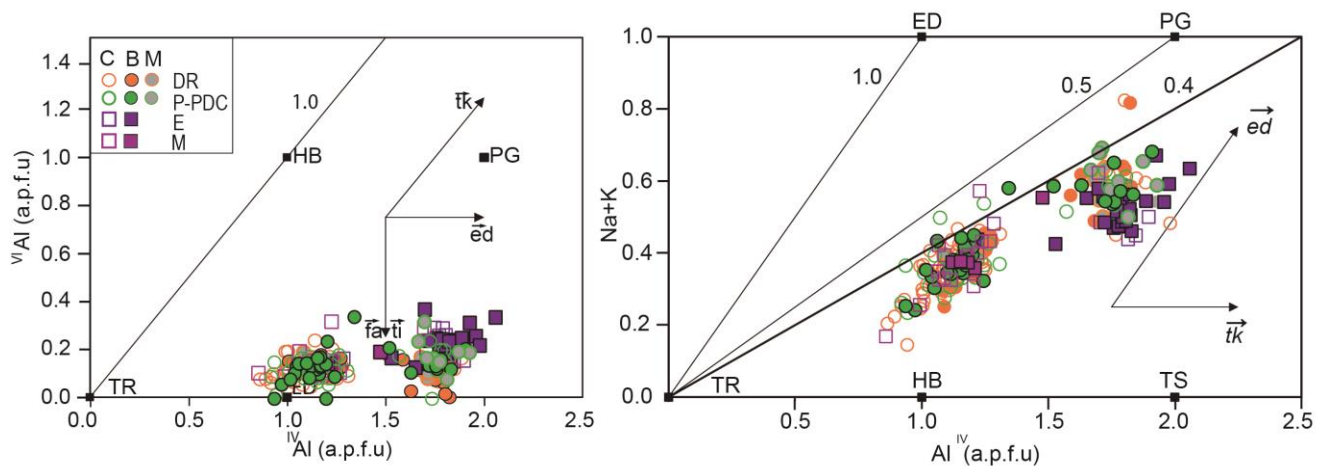 ED PG
1.4
1.2
1.0
0.8
0.6
0.4
0.2
0.0
VIAl (a.p.f.u)
C B M
DR
P-PDC
E
M
1.0
tk
HB
PG
ed
fa ti
TR
ED
0.0 0.5 1.0 1.5 2.0 2.5
IVAl (a.p.f.u)
1.0
0.8
0.6
0.4
0.2
0.0
Na+K
1.0
0.5
0.4
ed
tk
TR HB TS
0.5 1.0 1.5 2.0 2.5
Al IV(a.p.f.u)